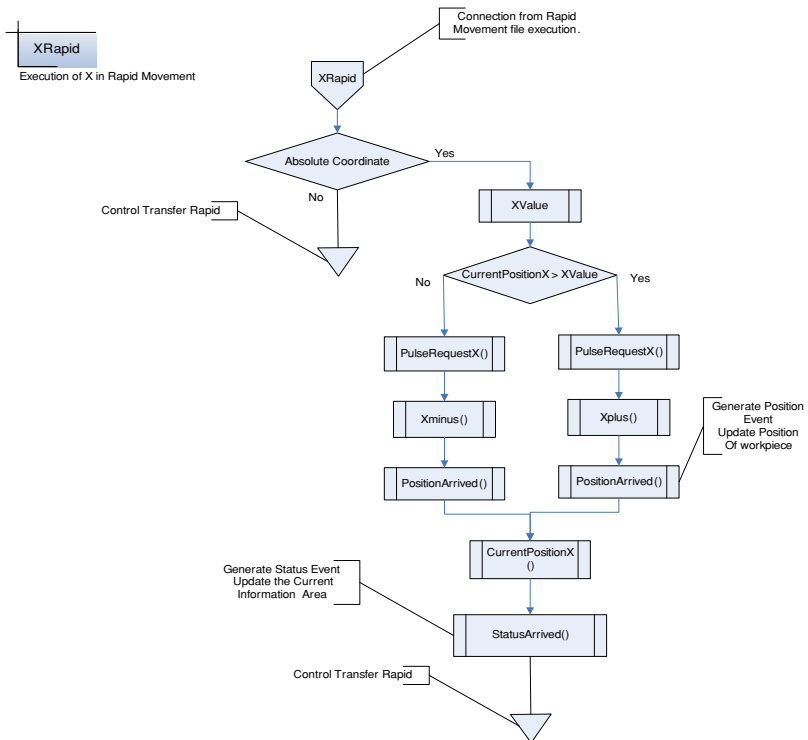 XRapid
Execution of X in Rapid Movement
Connection from Rapid
Movement file execution.
XRapid
Absolute Coordinate
Yes
No
Control Transfer Rapid
XValue
CurrentPositionX > XValue
No
Yes
PulseRequestX()
PulseRequestX()
Xminus()
Xplus()
Generate Position
Event
Update Position
Of workpiece
PositionArrived()
PositionArrived()
CurrentPositionX
()
Generate Status Event
Update the Current
Information Area
StatusArrived()
Control Transfer Rapid